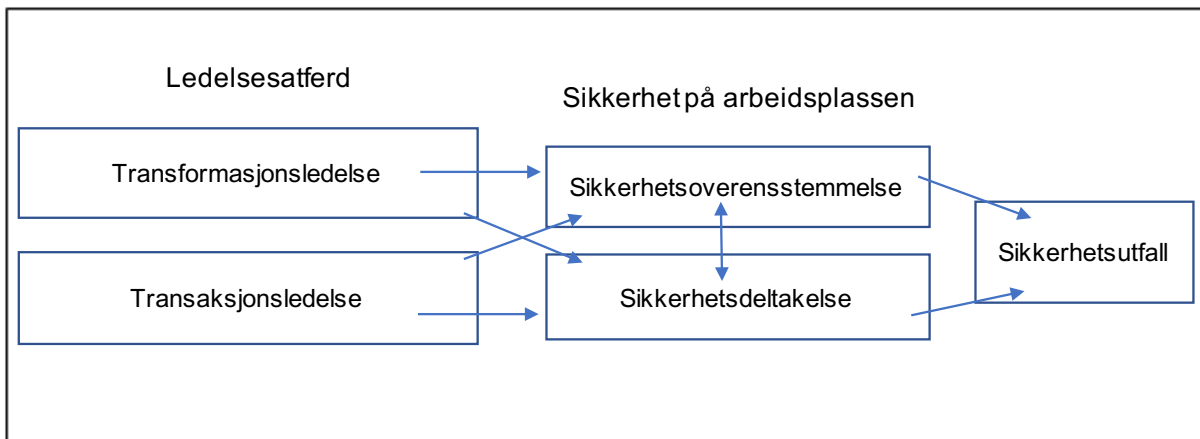 Ledelsesatferd
Sikkerhet på arbeidsplassen
Transformasjonsledelse
Sikkerhetsoverensstemmelse
Sikkerhetsutfall
Transaksjonsledelse
Sikkerhetsdeltakelse